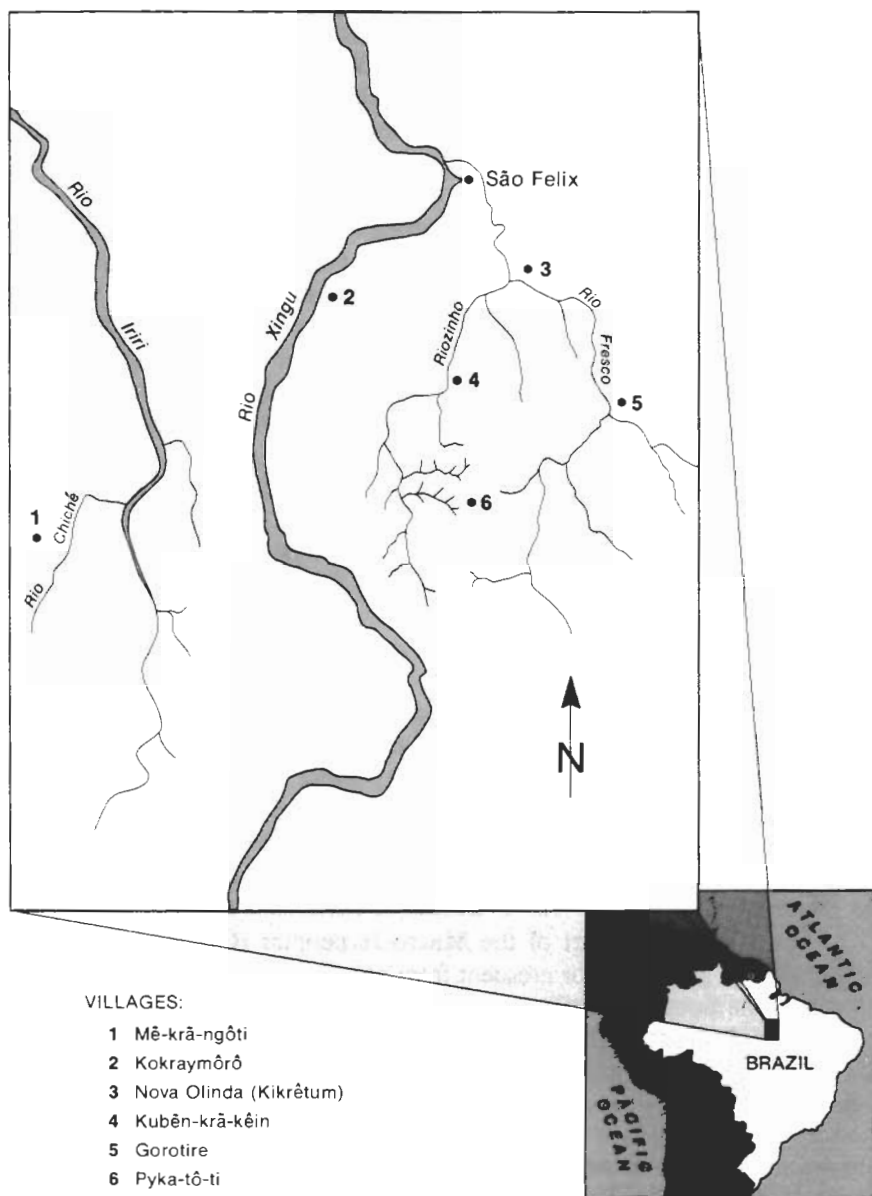 São Felix
3
Rio
Fresco
Riozinho
4
5
6
Rio
Xingu
2
Rio
Iriri
1
Rio Chichê
N
ATLANTIC
OCEAN
BRAZIL
PACIFIC
OCEAN
VILLAGES:
1 Mẽ-krã-ngôti
2 Kokraymôrô
3 Nova Olinda (Kikrêtum)
4 Kubẽn-krã-kêin
5 Gorotire
6 Pyka-tô-ti